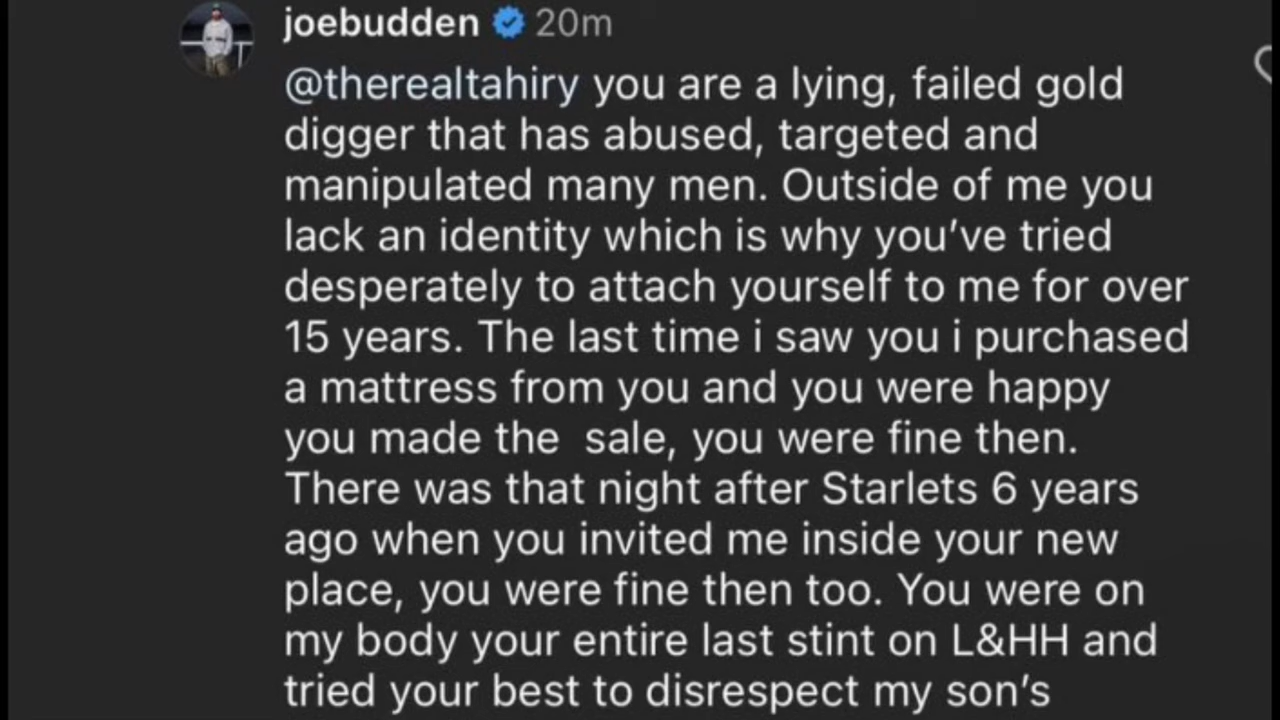 joebudden 20m
@therealtahiry you are a lying, failed gold
digger that has abused, targeted and
manipulated many men. Outside of me you
lack an identity which is why you've tried
desperately to attach yourself to me for over
15 years. The last time i saw you i purchased
a mattress from you and you were happy
you made the  sale, you were fine then.
There was that night after Starlets 6 years
ago when you invited me inside your new
place, you were fine then too. You were on
my body your entire last stint on L&HH and
tried your best to disrespect my son's